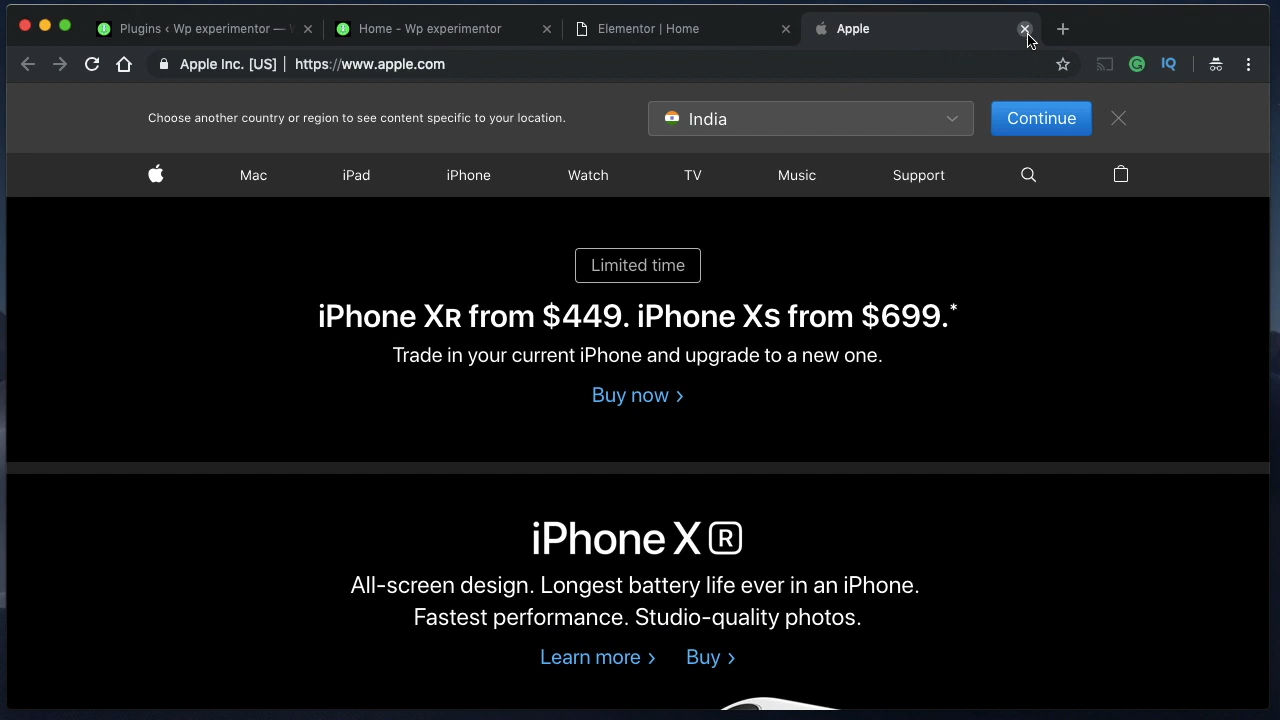 Plugins ‹ Wp experimentor —
Home - Wp experimentor
Elementor | Home
Apple
Apple Inc. [US] | https://www.apple.com
IQ
Choose another country or region to see content specific to your location.
India
Continue
Mac
iPad
iPhone
Watch
TV
Music
Support
Limited time
iPhone XR from $449. iPhone XS from $699.*
Trade in your current iPhone and upgrade to a new one.
Buy now ›
iPhone XR
All-screen design. Longest battery life ever in an iPhone.
Fastest performance. Studio-quality photos.
Learn more › Buy ›